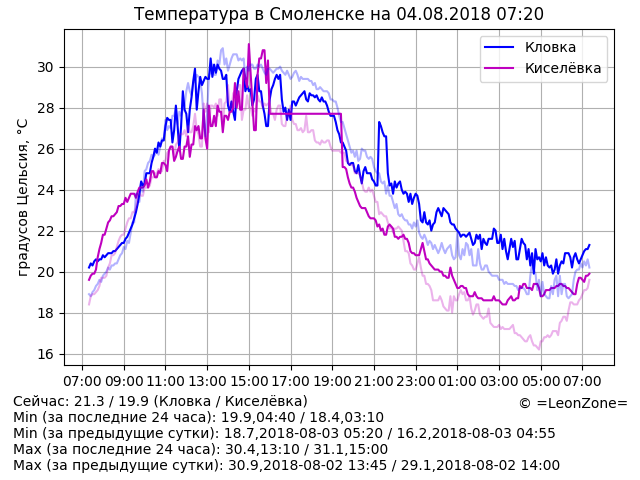 Температура в Смоленске на 04.08.2018 07:20
градусов Цельсия, °C
Кловка
Киселёвка
30
28
26
24
22
20
18
16
07:00 09:00 11:00 13:00 15:00 17:00 19:00 21:00 23:00 01:00 03:00 05:00 07:00
Сейчас: 21.3 / 19.9 (Кловка / Киселёвка)
© =LeonZone=
Min (за последние 24 часа): 19.9,04:40 / 18.4,03:10
Min (за предыдущие сутки): 18.7,2018-08-03 05:20 / 16.2,2018-08-03 04:55
Max (за последние 24 часа): 30.4,13:10 / 31.1,15:00
Max (за предыдущие сутки): 30.9,2018-08-02 13:45 / 29.1,2018-08-02 14:00